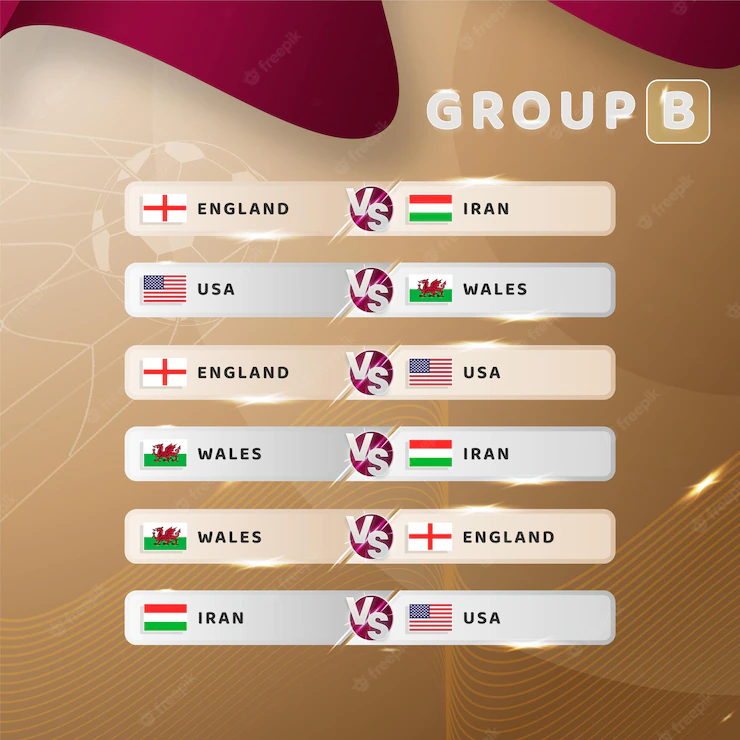 GROUP B
ENGLAND VS IRAN
USA VS WALES
ENGLAND VS USA
WALES VS IRAN
WALES VS ENGLAND
IRAN VS USA
freepik